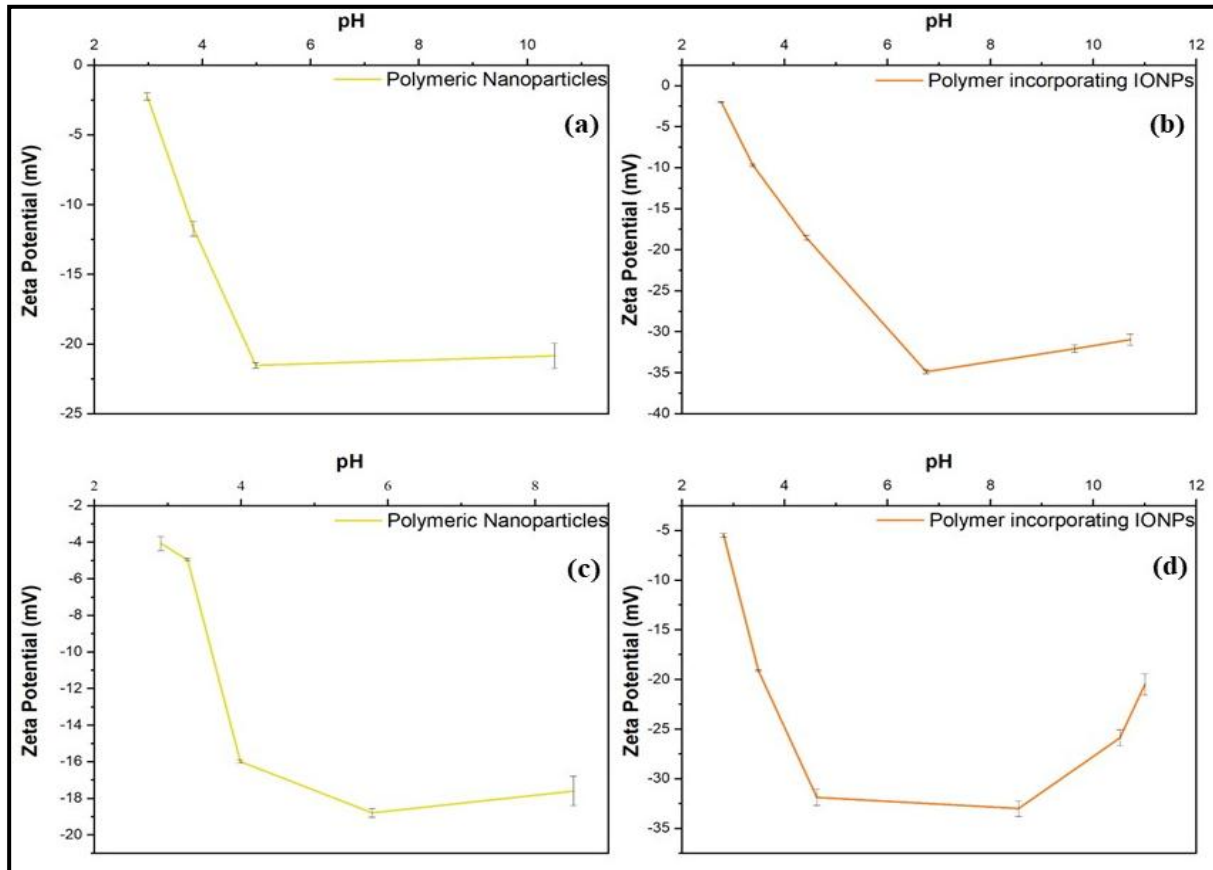 pH
2 4 6 8 10
0
-5
-10
-15
-20
-25
Zeta Potential (mV)
Polymeric Nanoparticles
(a)
pH
2 4 6 8 10 12
0
-5
-10
-15
-20
-25
-30
-35
-40
Zeta Potential (mV)
Polymer incorporating IONPs
(b)
pH
2 4 6 8
-2
-4
-6
-8
-10
-12
-14
-16
-18
-20
Zeta Potential (mV)
Polymeric Nanoparticles
(c)
pH
2 4 6 8 10 12
-5
-10
-15
-20
-25
-30
-35
Zeta Potential (mV)
Polymer incorporating IONPs
(d)